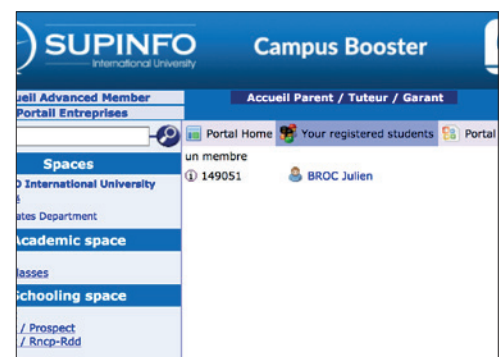 SUPINFO
International University
Campus Booster
ueil Advanced Member
Accueil Parent / Tuteur / Garant
Portail Entreprises
Portal Home
Your registered students
Portal
Spaces
un membre
O International University
149051
BROC Julien
ates Department
Academic space
lasses
Schooling space
/ Prospect
/ Rncp-Rdd